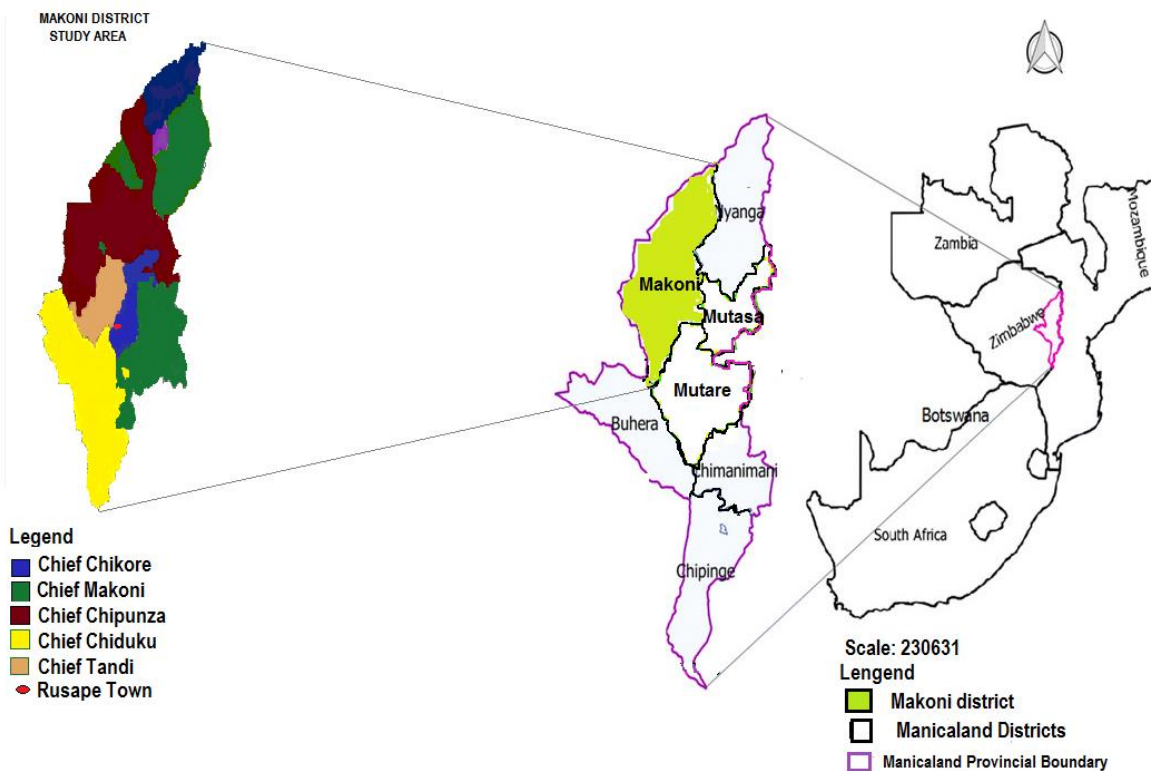 MAKONI DISTRICT
STUDY AREA
Legend
Chief Chikore
Chief Makoni
Chief Chipunza
Chief Chiduku
Chief Tandi
Rusape Town
Nyanga
Makoni
Mutasa
Mutare
Buhera
Chimanimani
Chipinge
Zambia
Mozambique
Zimbabwe
Botswana
South Africa
Scale: 230631
Lengend
Makoni district
Manicaland Districts
Manicaland Provincial Boundary